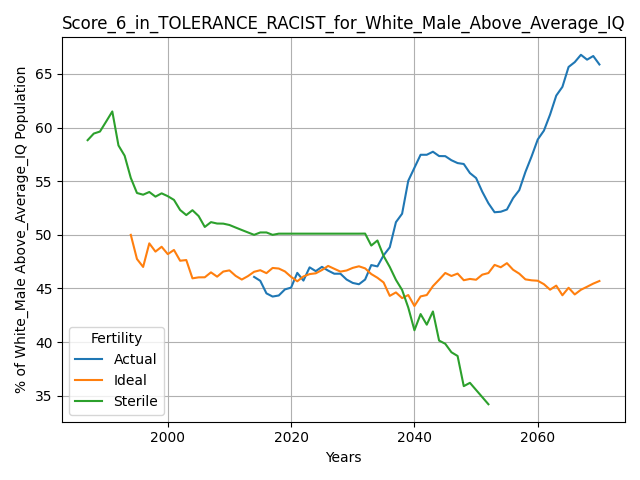 Score_6_in_TOLERANCE_RACIST_for_White_Male_Above_Average_IQ
% of White_Male Above_Average_IQ Population
65
60
55
50
45
40
35
Fertility
Actual
Ideal
Sterile
2000
2020
2040
2060
Years